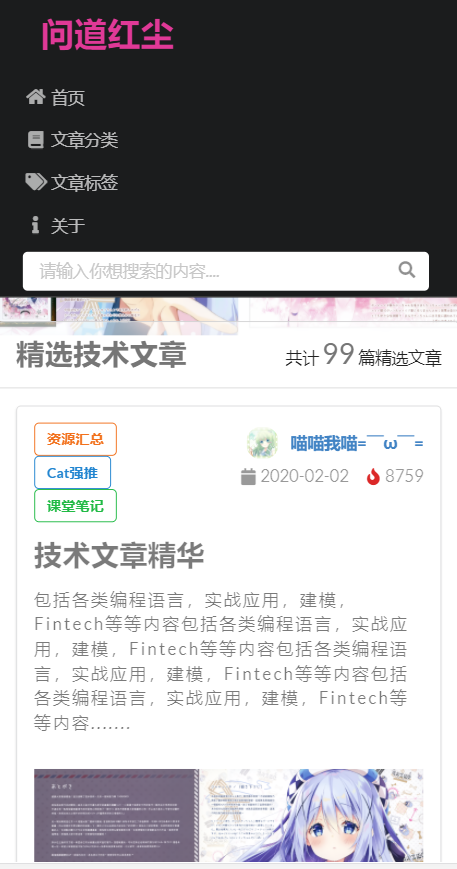 问道红尘
首页
文章分类
文章标签
关于
请输入你想搜索的内容....
精选技术文章
共计 99 篇精选文章
资源汇总
喵喵我喵=￣ω￣=
Cat强推
2020-02-02 8759
课堂笔记
技术文章精华
包括各类编程语言，实战应用，建模，
Fintech等等内容包括各类编程语言，实战应
用，建模，Fintech等等内容包括各类编程语
言，实战应用，建模，Fintech等等内容包括
各类编程语言，实战应用，建模，Fintech等
等内容.......